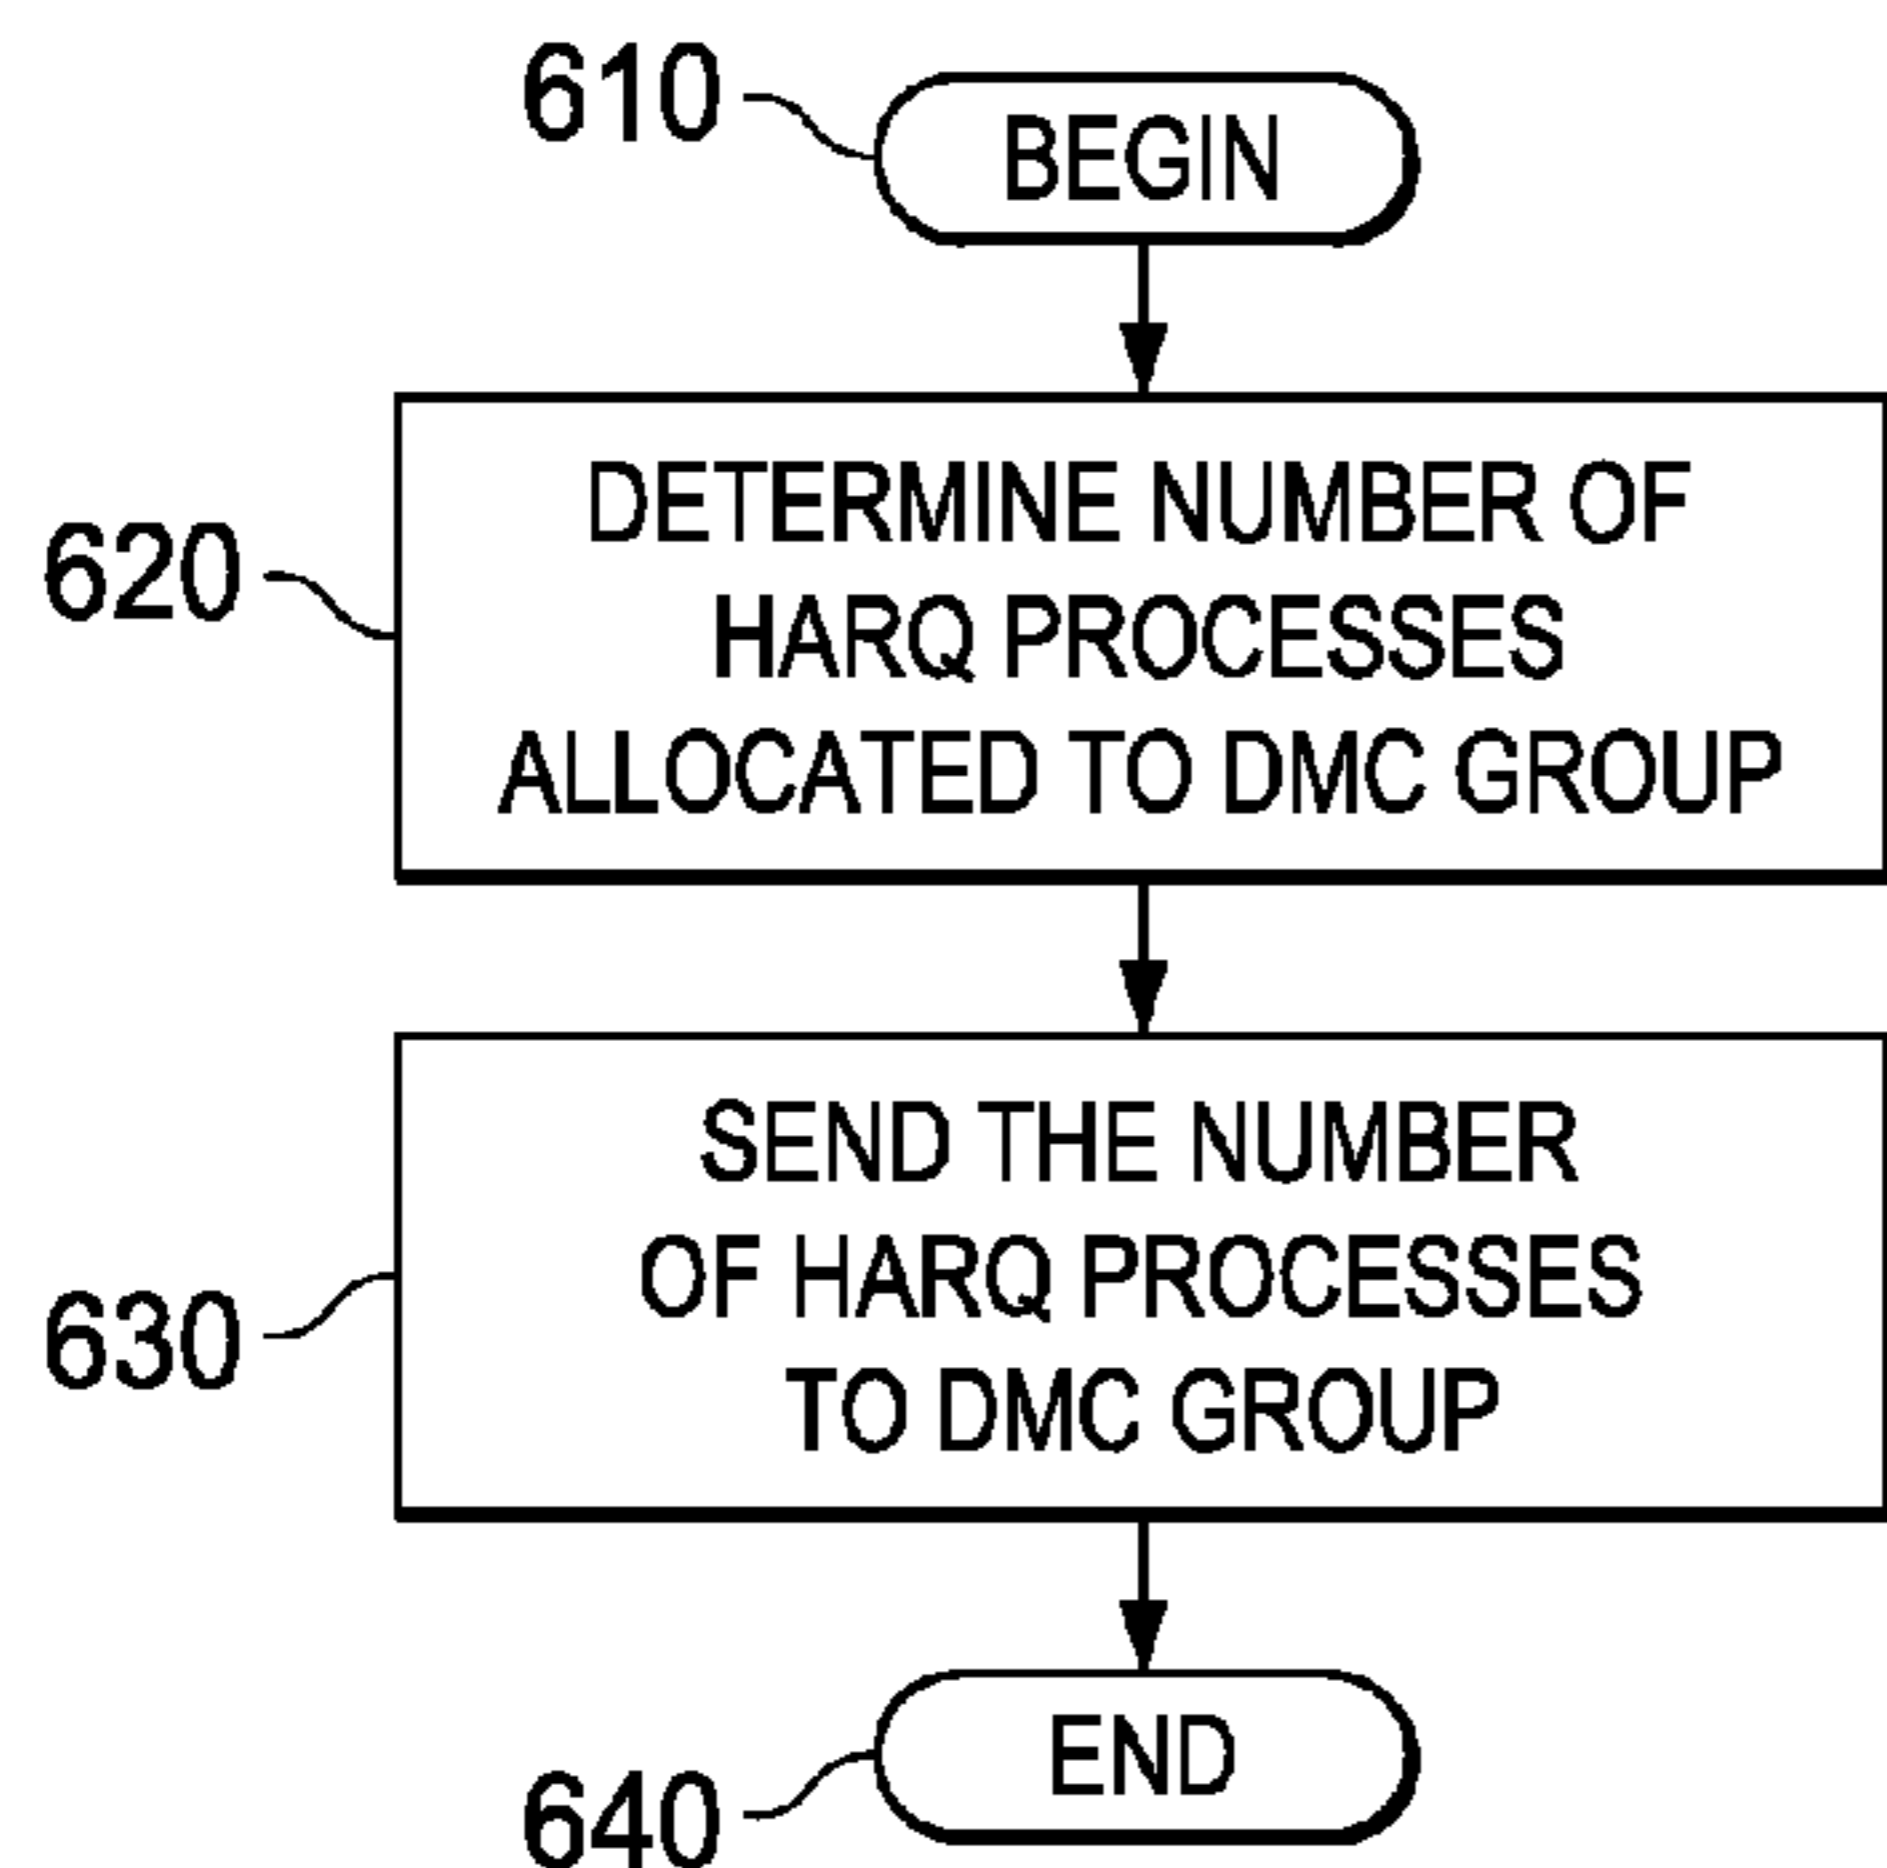 610
BEGIN
620
DETERMINE NUMBER OF
HARQ PROCESSES
ALLOCATED TO DMC GROUP
630
SEND THE NUMBER
OF HARQ PROCESSES
TO DMC GROUP
640
END